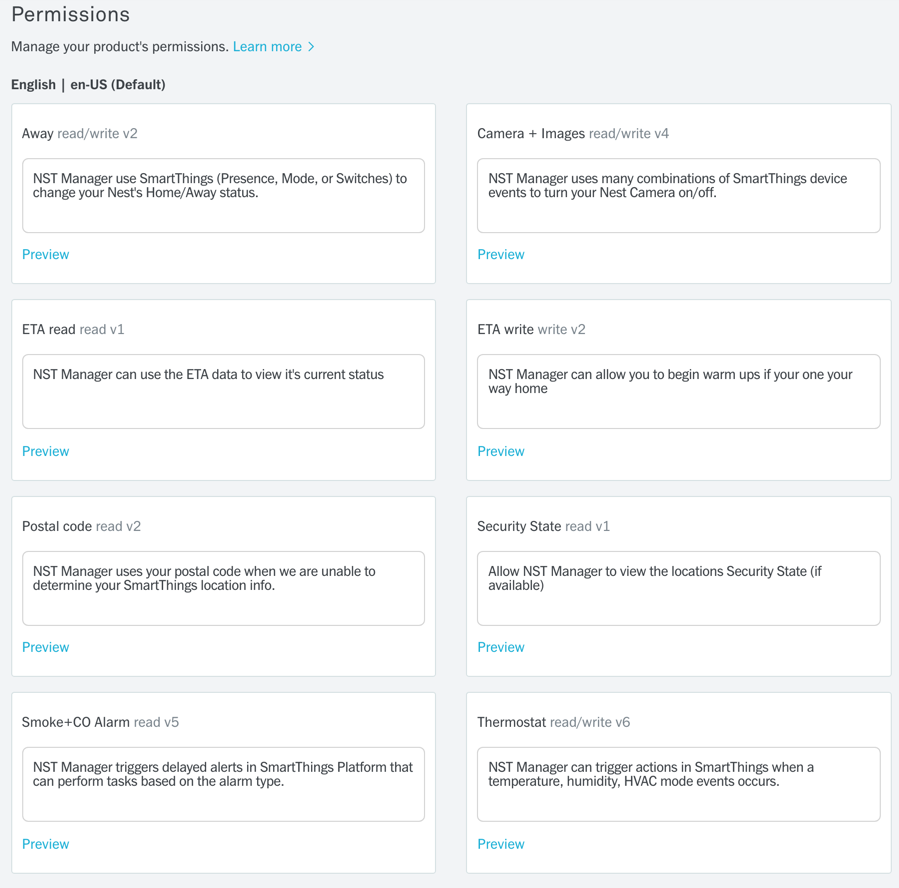 Permissions
Manage your product's permissions. Learn more >
English | en-US (Default)
Away read/write v2
NST Manager use SmartThings (Presence, Mode, or Switches) to
change your Nest's Home/Away status.
Preview
Camera + Images read/write v4
NST Manager uses many combinations of SmartThings device
events to turn your Nest Camera on/off.
Preview
ETA read read v1
NST Manager can use the ETA data to view it's current status
Preview
ETA write write v2
NST Manager can allow you to begin warm ups if your one your
way home
Preview
Postal code read v2
NST Manager uses your postal code when we are unable to
determine your SmartThings location info.
Preview
Security State read v1
Allow NST Manager to view the locations Security State (if
available)
Preview
Smoke+CO Alarm read v5
NST Manager triggers delayed alerts in SmartThings Platform that
can perform tasks based on the alarm type.
Preview
Thermostat read/write v6
NST Manager can trigger actions in SmartThings when a
temperature, humidity, HVAC mode events occurs.
Preview